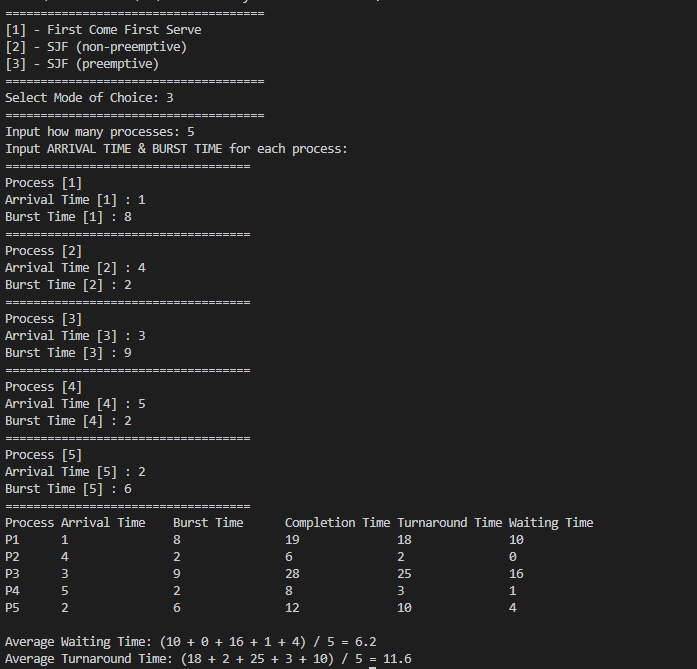 =====================================
[1] - First Come First Serve
[2] - SJF (non-preemptive)
[3] - SJF (preemptive)
=====================================
Select Mode of Choice: 3
=====================================
Input how many processes: 5
Input ARRIVAL TIME & BURST TIME for each process:
===================================
Process [1]
Arrival Time [1] : 1
Burst Time [1] : 8
===================================
Process [2]
Arrival Time [2] : 4
Burst Time [2] : 2
===================================
Process [3]
Arrival Time [3] : 3
Burst Time [3] : 9
===================================
Process [4]
Arrival Time [4] : 5
Burst Time [4] : 2
===================================
Process [5]
Arrival Time [5] : 2
Burst Time [5] : 6
===================================
Process Arrival Time    Burst Time      Completion Time Turnaround Time Waiting Time
P1      1               8               19              18              10
P2      4               2               6               2               0
P3      3               9               28              25              16
P4      5               2               8               3               1
P5      2               6               12              10              4
Average Waiting Time: (10 + 0 + 16 + 1 + 4) / 5 = 6.2
Average Turnaround Time: (18 + 2 + 25 + 3 + 10) / 5 = 11.6